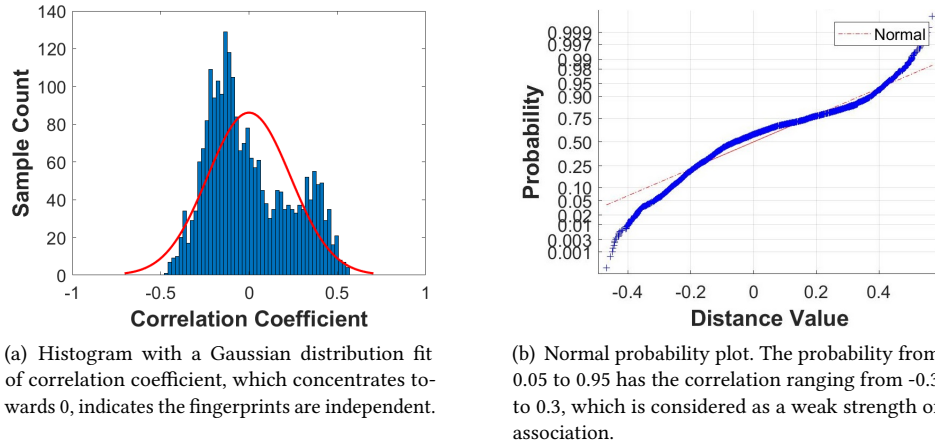 140
120
100
80
60
40
20
0
-1
-0.5
0
0.5
1
Sample Count
Correlation Coefficient
(a) Histogram with a Gaussian distribution fit
of correlation coefficient, which concentrates to-
wards 0, indicates the fingerprints are independent.
Normal
0.999
0.997
0.99
0.98
0.95
0.90
0.75
0.50
0.25
0.10
0.05
0.02
0.01
0.003
0.001
-0.4
-0.2
0
0.2
0.4
Probability
Distance Value
(b) Normal probability plot. The probability from
0.05 to 0.95 has the correlation ranging from -0.3
to 0.3, which is considered as a weak strength of
association.